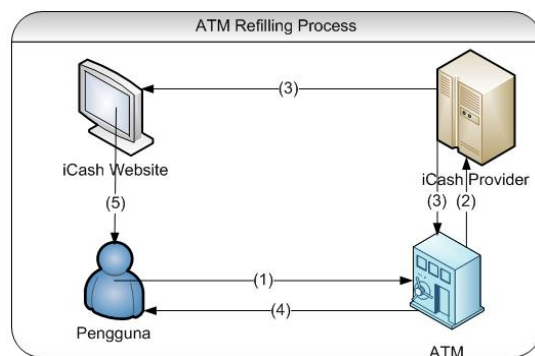 ATM Refilling Process
(3)
iCash Website
iCash Provider
(5)
(3)
(2)
(1)
(4)
Pengguna
ATM